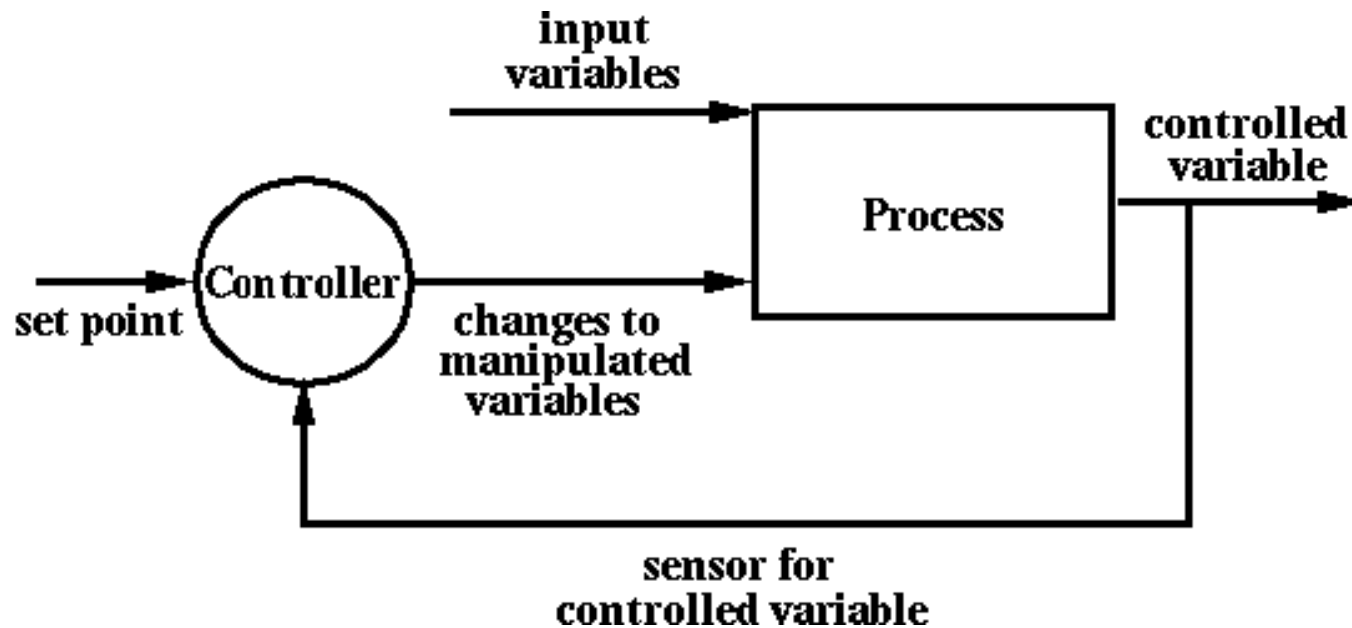 input
variables
controlled
variable
Process
Controller
set point
changes to
manipulated
variables
sensor for
controlled variable